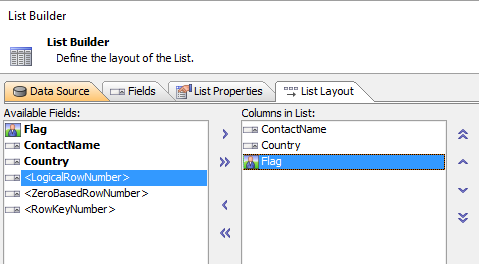 List Builder
List Builder
Define the layout of the List.
Data Source
Fields
List Properties
List Layout
Available Fields:
Flag
ContactName
Country
<LogicalRowNumber>
<ZeroBasedRowNumber>
<RowKeyNumber>
Columns in List:
ContactName
Country
Flag